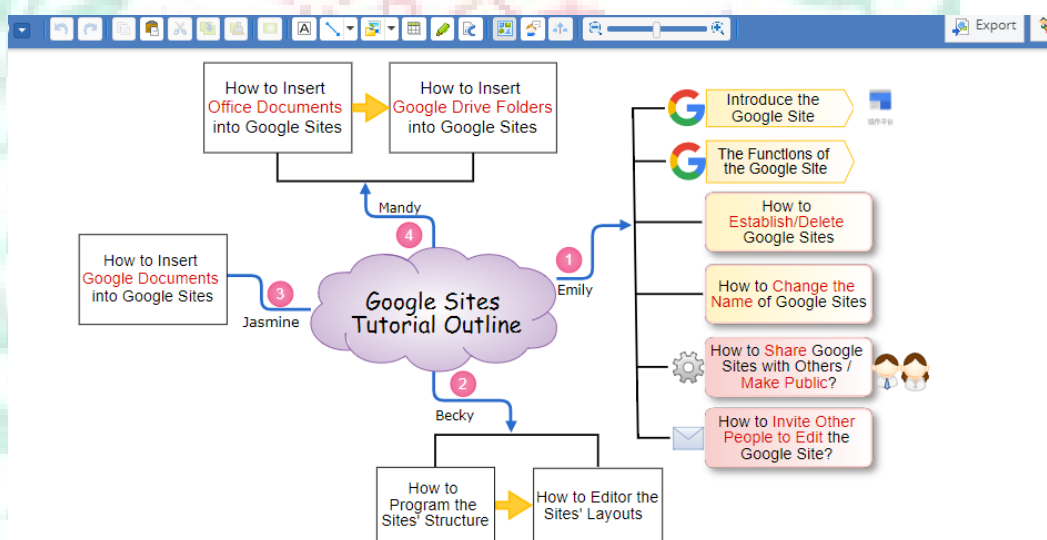 Export
How to Insert
Office Documents
into Google Sites
How to Insert
Google Drive Folders
into Google Sites
Mandy
4
How to Insert
Google Documents
into Google Sites
3
Jasmine
Google Sites
Tutorial Outline
1
Emily
Introduce the
Google Site
The Functions of
the Google Site
How to
Establish/Delete
Google Sites
How to Change the
Name of Google Sites
How to Share Google
Sites with Others /
Make Public?
How to Invite Other
People to Edit the
Google Site?
2
Becky
How to
Program the
Sites' Structure
How to Editor the
Sites' Layouts